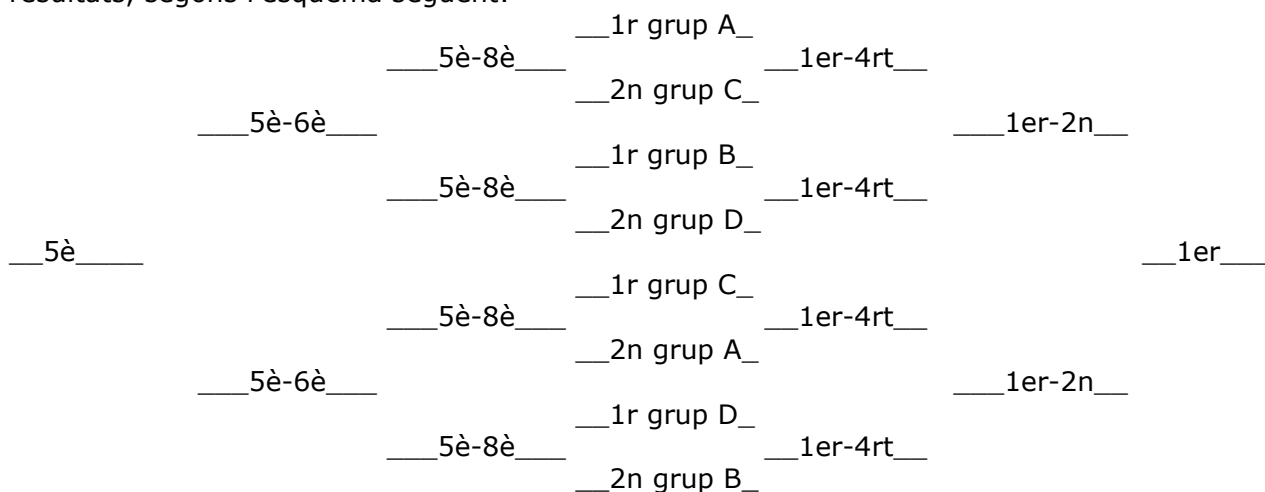 resultats, segons l'esquema següent:
__1r grup A_
___5è-8è___ __1er-4rt__
__2n grup C_
___5è-6è___ ___1er-2n__
__1r grup B_
___5è-8è___ __1er-4rt__
__2n grup D_
__5è____ __1er___
__1r grup C_
___5è-8è___ __1er-4rt__
__2n grup A_
___5è-6è___ ___1er-2n__
__1r grup D_
___5è-8è___ __1er-4rt__
__2n grup B_